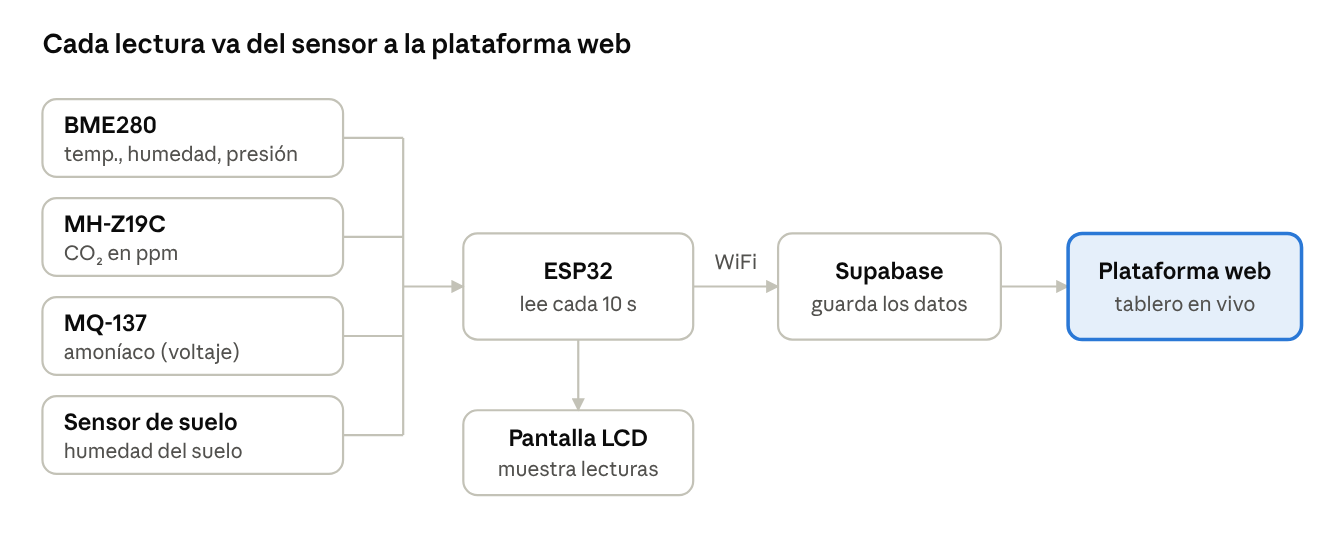 Cada lectura va del sensor a la plataforma web
BME280
temp., humedad, presión
MH-Z19C
CO₂ en ppm
MQ-137
amoníaco (voltaje)
Sensor de suelo
humedad del suelo
ESP32
lee cada 10 s
WiFi
Supabase
guarda los datos
Plataforma web
tablero en vivo
Pantalla LCD
muestra lecturas